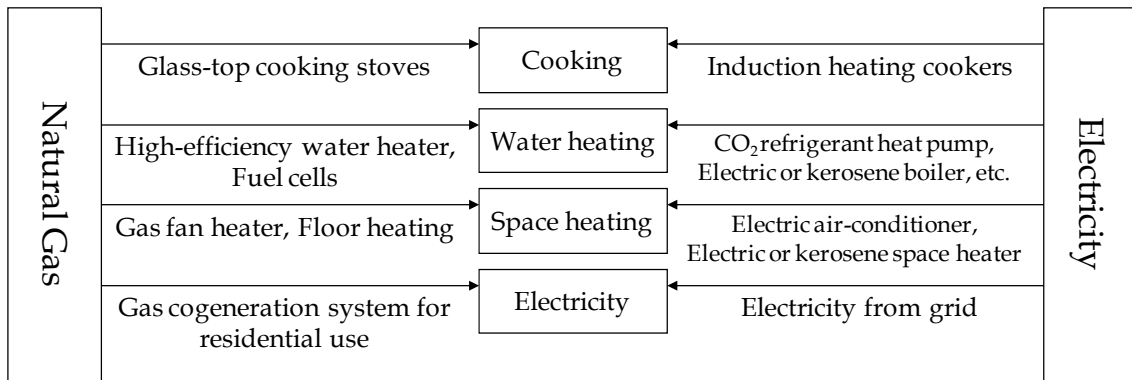 Natural Gas
Glass-top cooking stoves
Cooking
Induction heating cookers
High-efficiency water heater,
Fuel cells
Water heating
CO₂ refrigerant heat pump,
Electric or kerosene boiler, etc.
Gas fan heater, Floor heating
Space heating
Electric air-conditioner,
Electric or kerosene space heater
Gas cogeneration system for
residential use
Electricity
Electricity from grid
Electricity